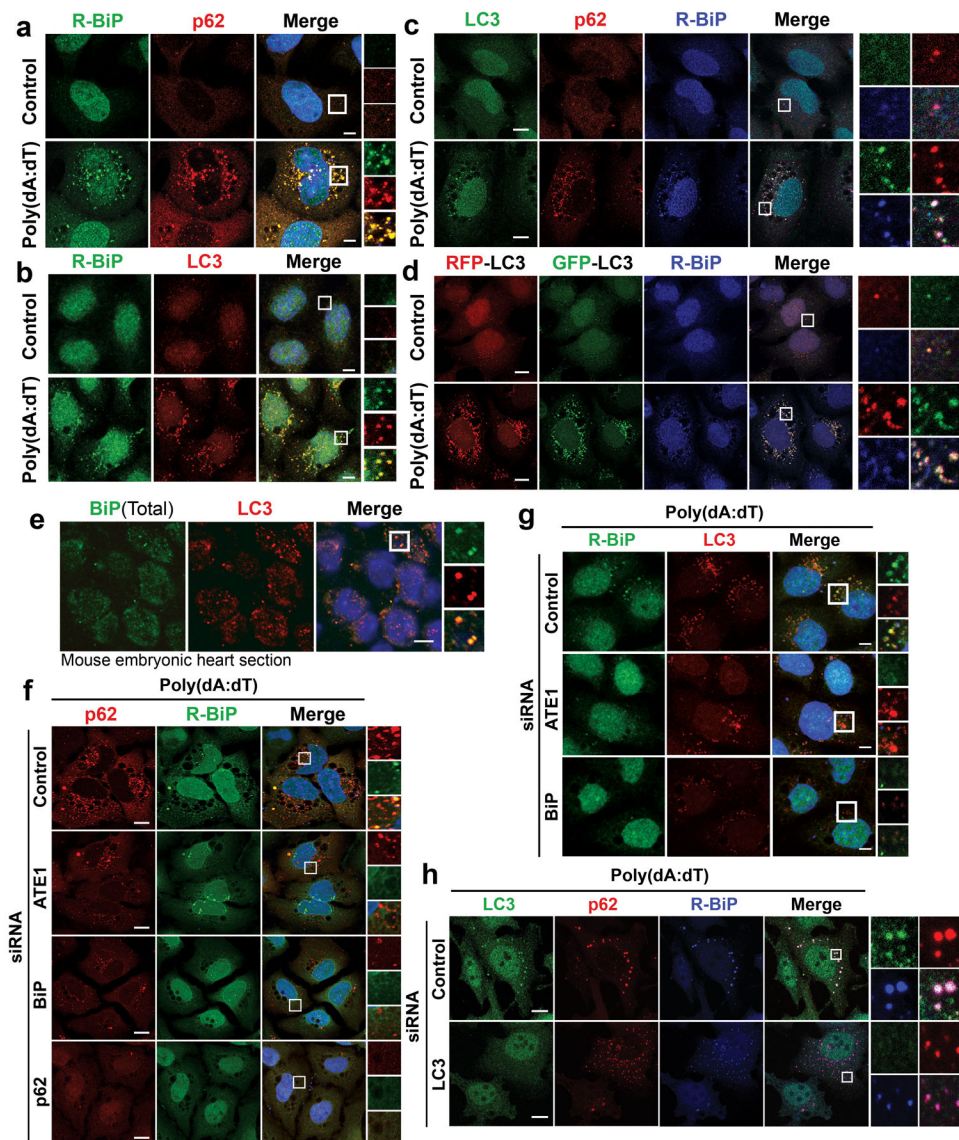 a
R-BiP p62 Merge
Control
Poly(dA:dT)
b
R-BiP LC3 Merge
Control
Poly(dA:dT)
c
LC3 p62 R-BiP Merge
Control
Poly(dA:dT)
d
RFP-LC3 GFP-LC3 R-BiP Merge
Control
Poly(dA:dT)
e
BiP(Total) LC3 Merge
Mouse embryonic heart section
f
Poly(dA:dT)
p62 R-BiP Merge
siRNA
Control
ATE1
BiP
p62
g
Poly(dA:dT)
R-BiP LC3 Merge
siRNA
Control
ATE1
BiP
h
Poly(dA:dT)
LC3 p62 R-BiP Merge
siRNA
Control
LC3